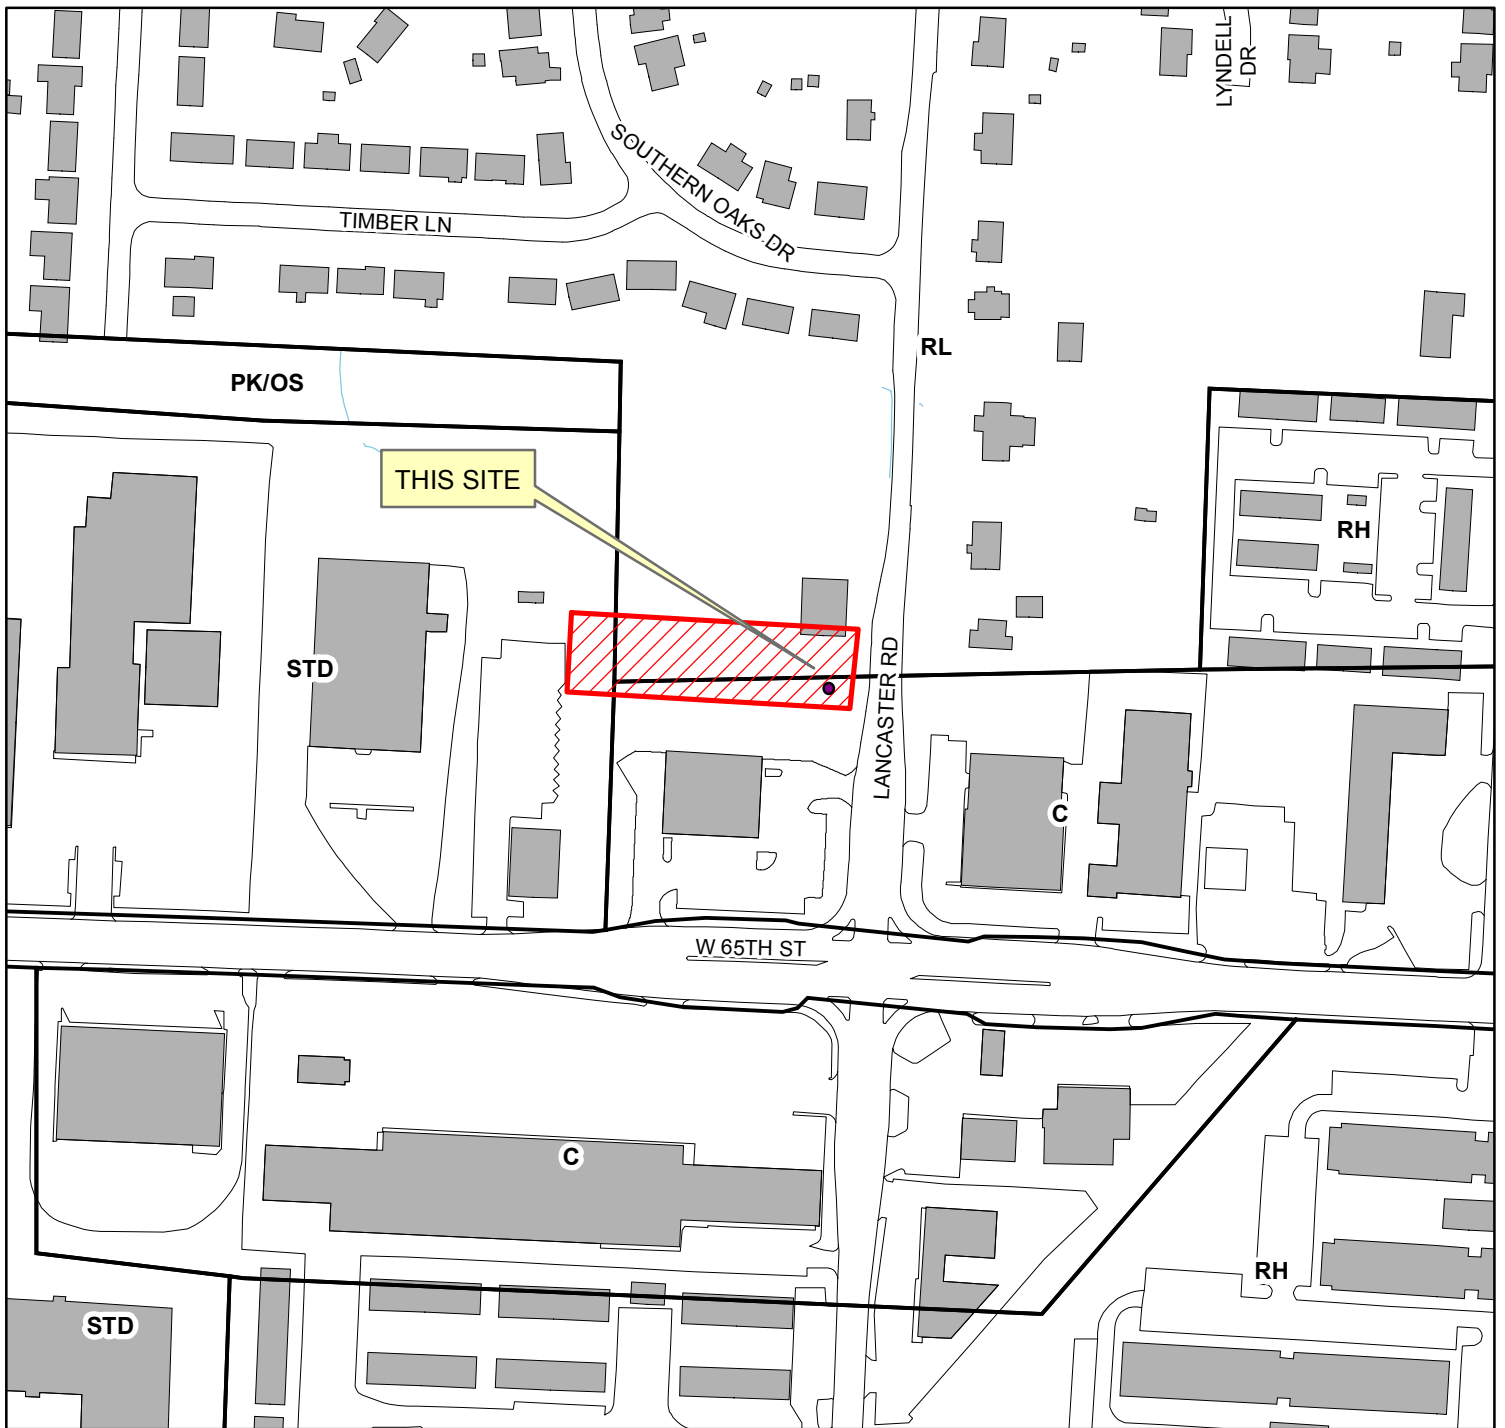 LYNDELL
DR
SOUTHERN OAKS DR
TIMBER LN
RL
PK/OS
THIS SITE
RH
STD
LANCASTER RD
C
W 65TH ST
C
RH
STD